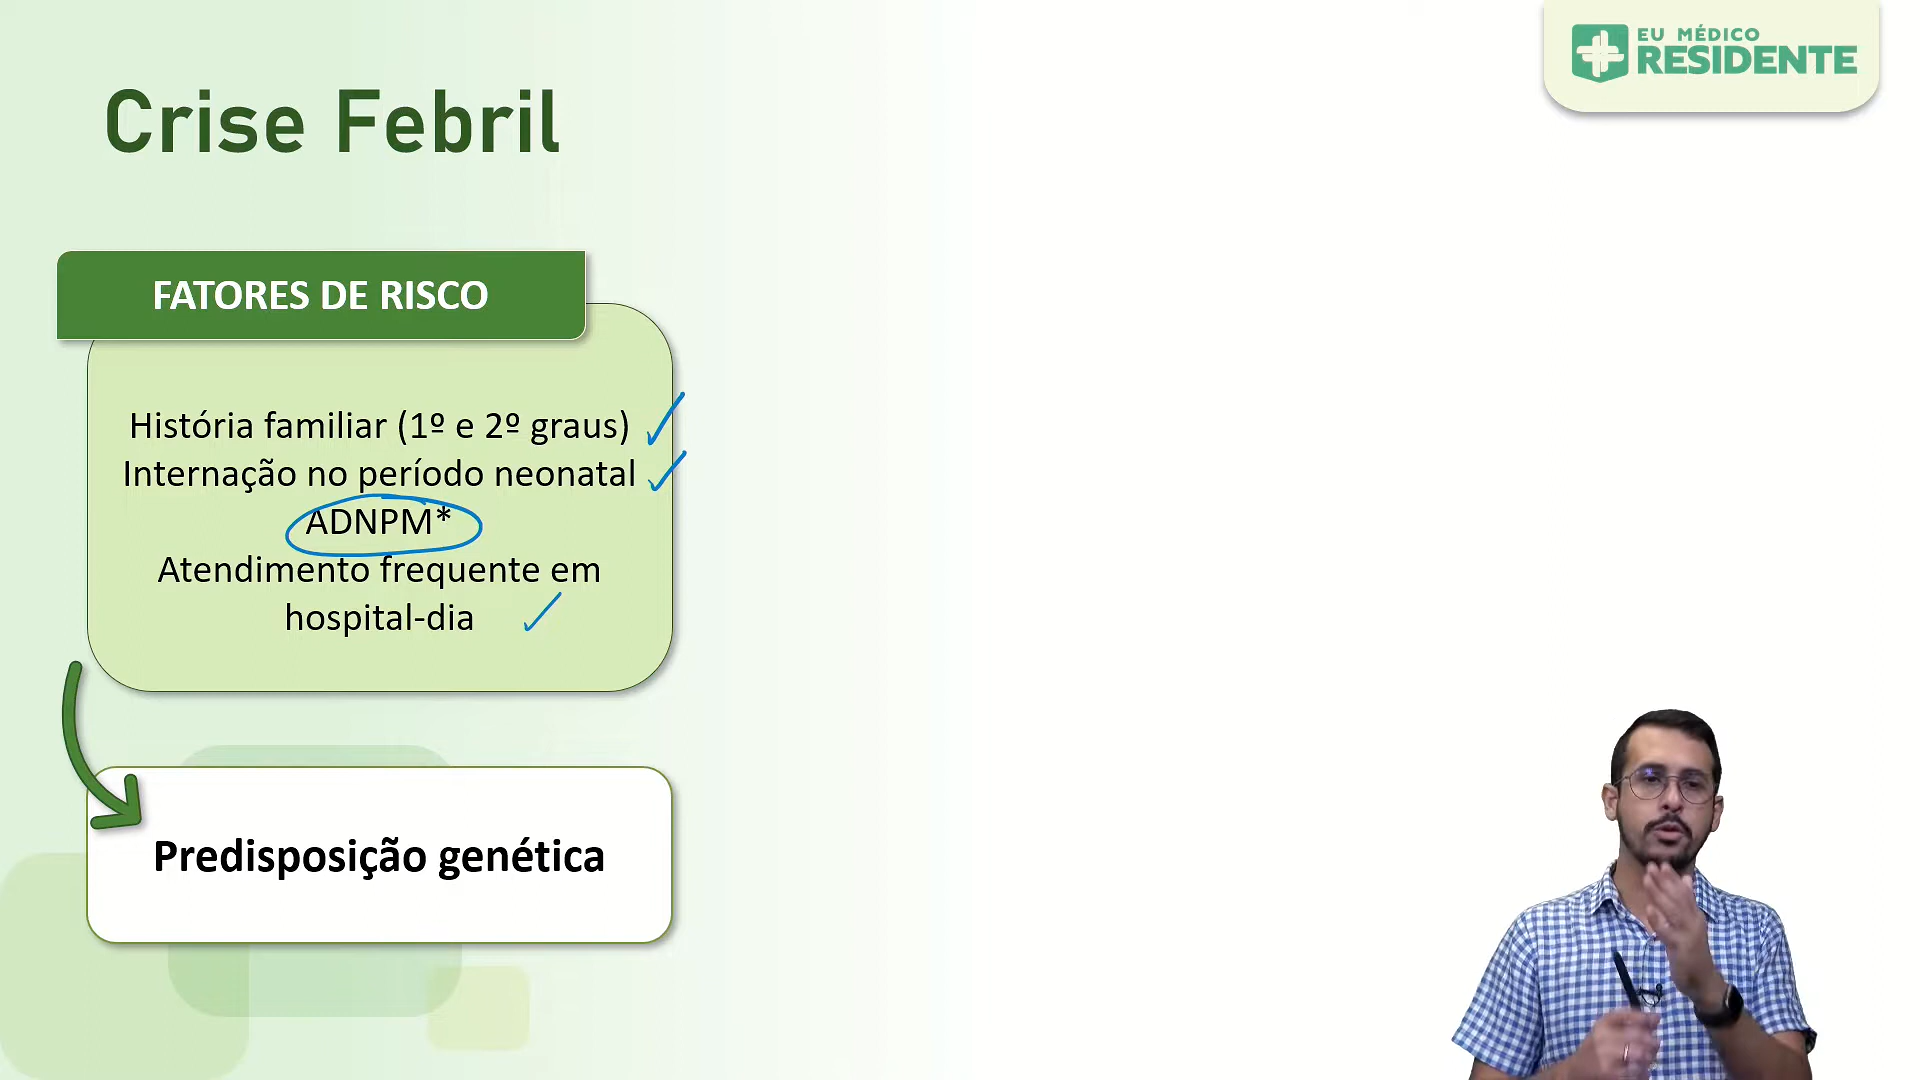 EU MÉDICO
RESIDENTE
Crise Febril
FATORES DE RISCO
História familiar (1º e 2º graus)
Internação no período neonatal
ADNPM*
Atendimento frequente em
hospital-dia
Predisposição genética